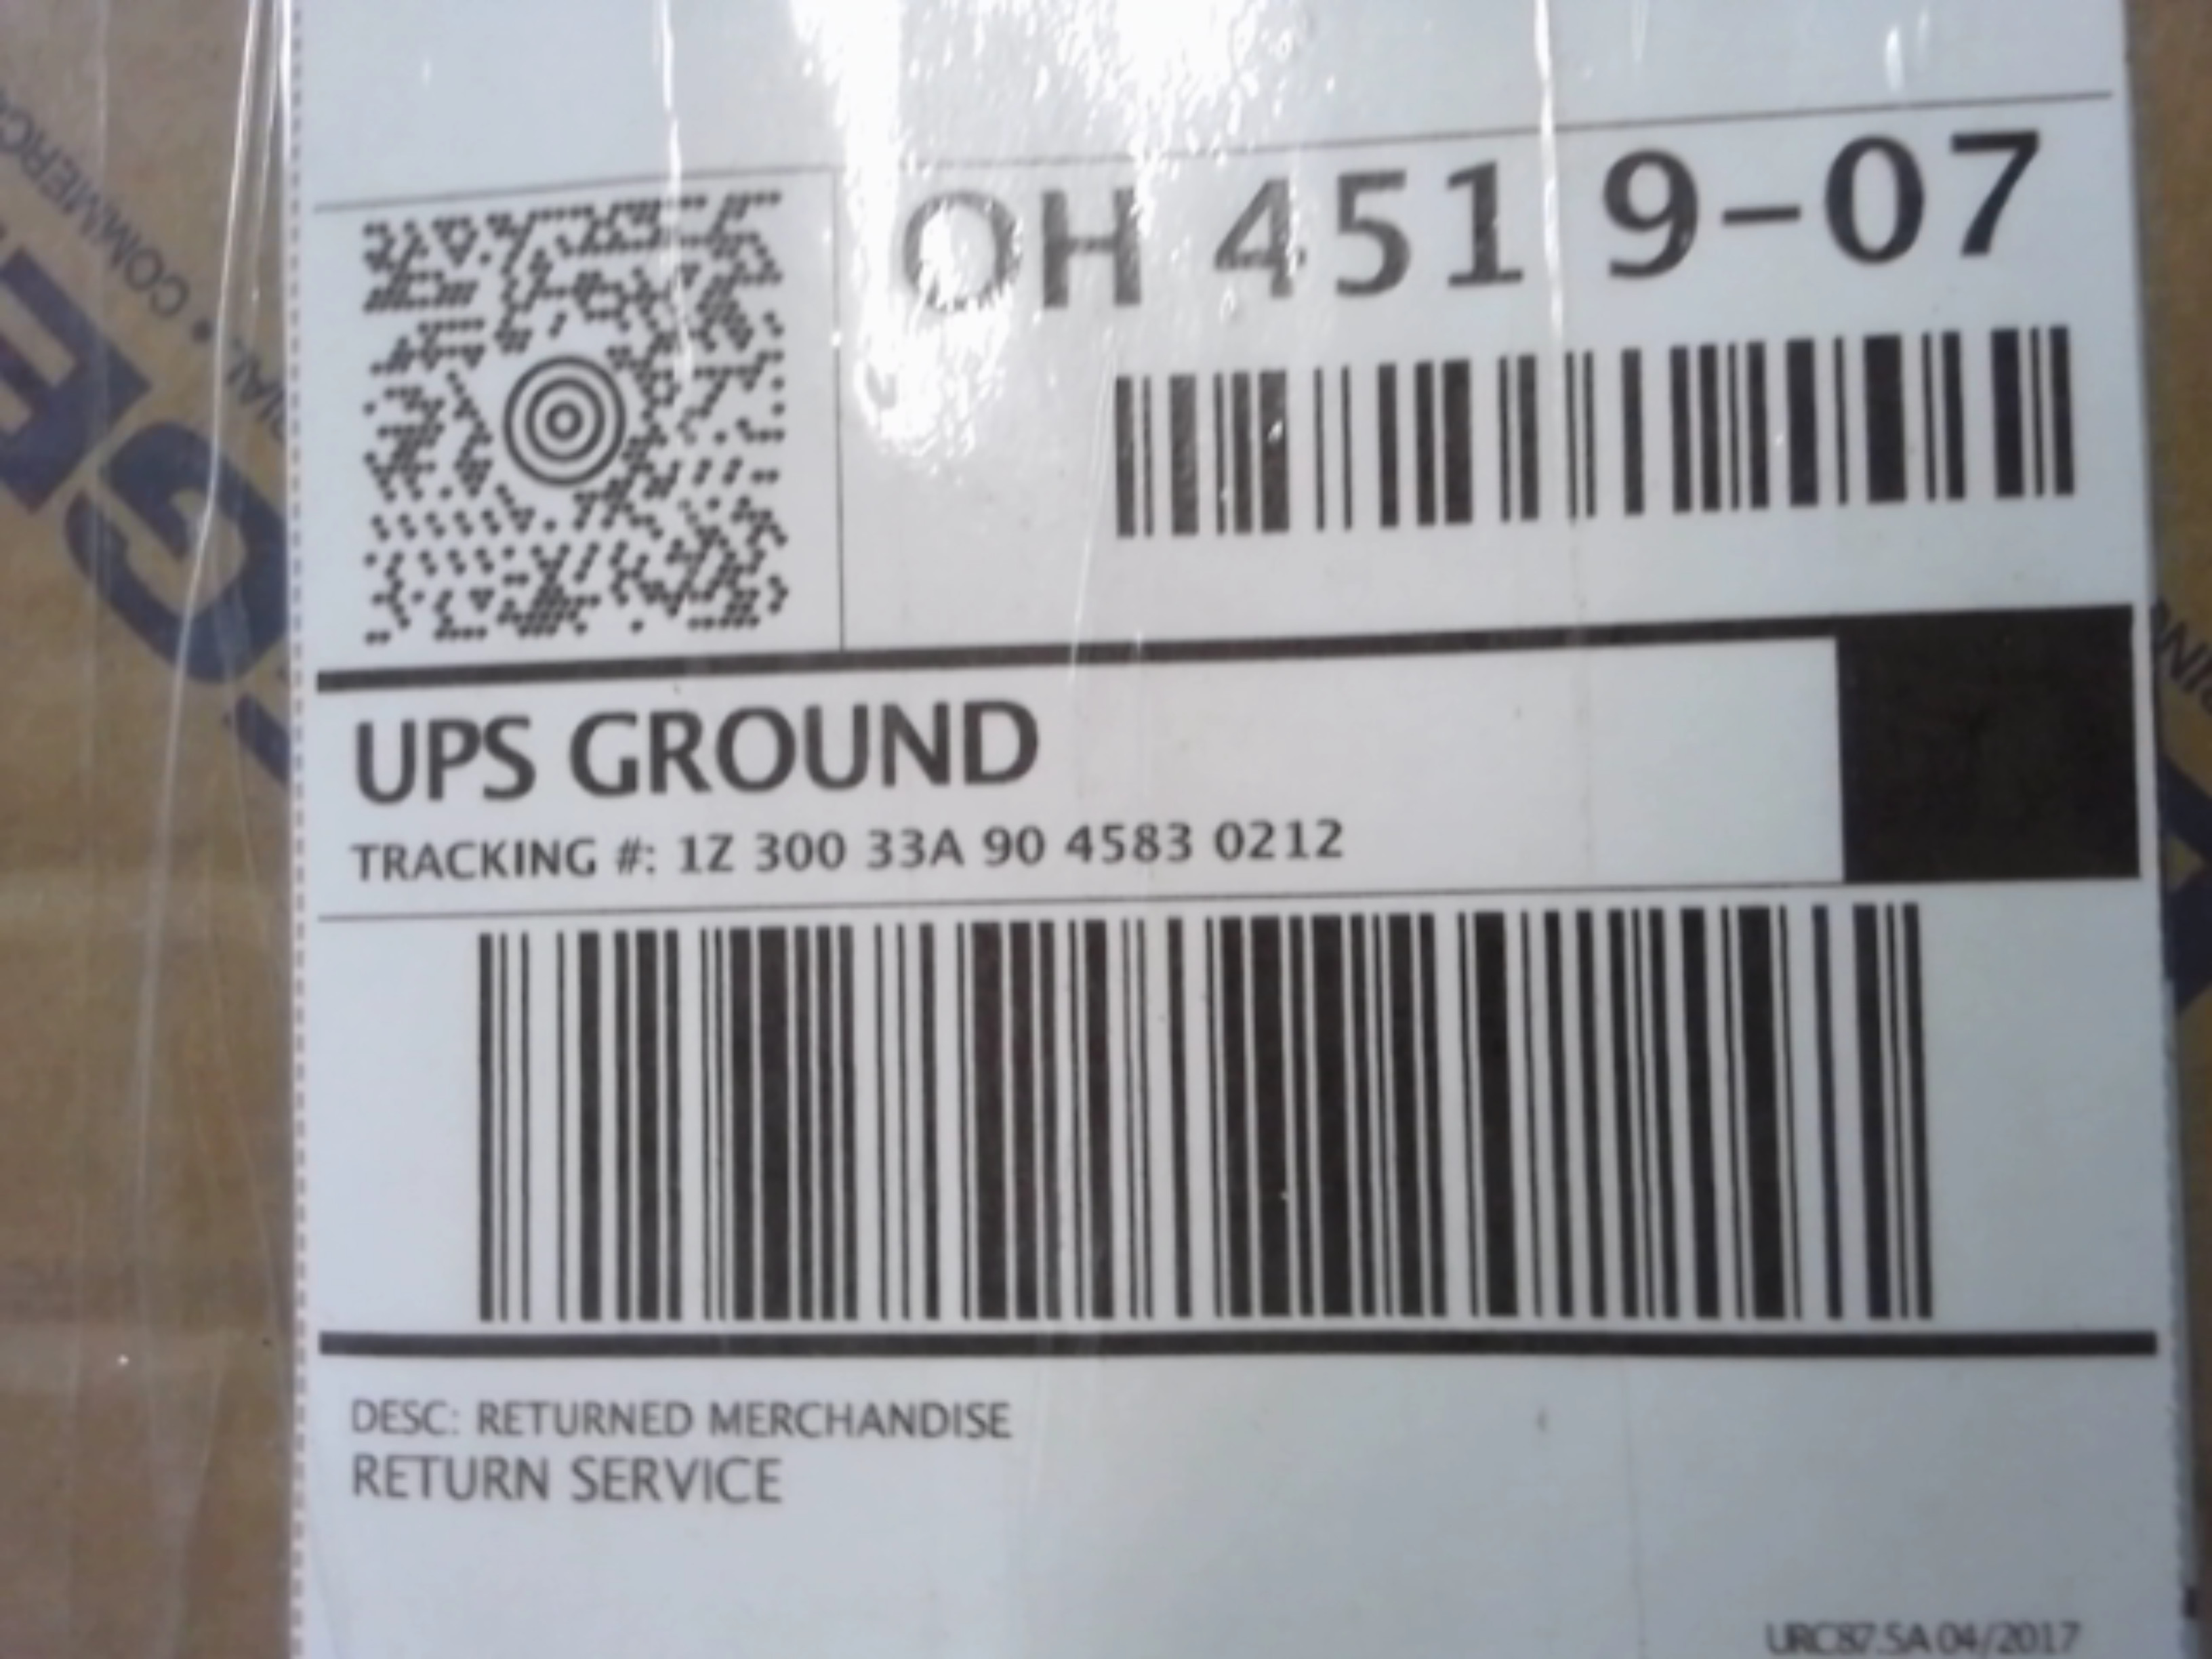 COMMERCIAL •
OH 451 9-07
UPS GROUND
TRACKING #: 1Z 300 33A 90 4583 0212
DESC: RETURNED MERCHANDISE
RETURN SERVICE
URC87.5A 04/2017